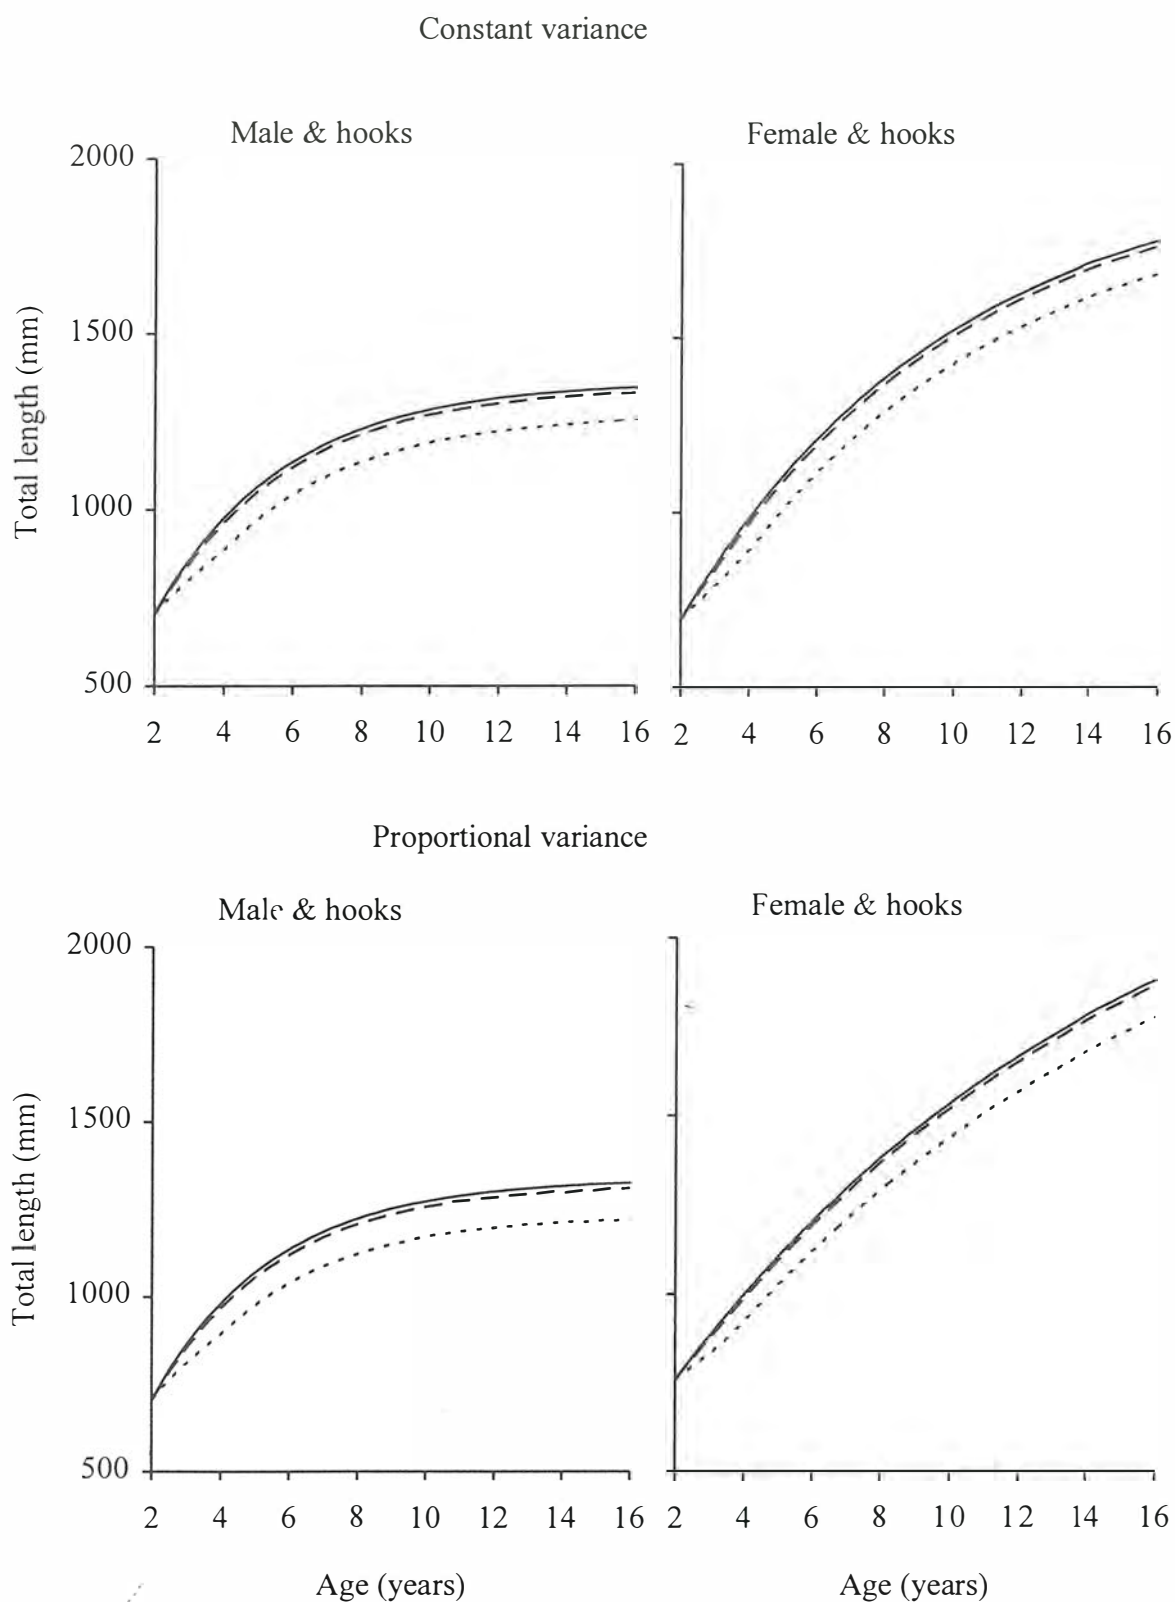 Constant variance
Male & hooks
Female & hooks
Total length (mm)
2000
1500
1000
500
2 4 6 8 10 12 14 16
2 4 6 8 10 12 14 16
Proportional variance
Male & hooks
Female & hooks
Total length (mm)
2000
1500
1000
500
2 4 6 8 10 12 14 16
2 4 6 8 10 12 14 16
Age (years)
Age (years)